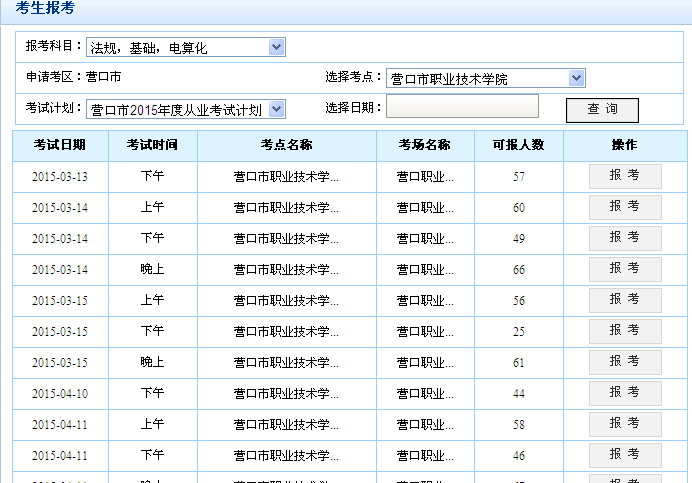 考生报考
报考科目：法规，基础，电算化
申请考区：营口市 选择考点：营口市职业技术学院
考试计划：营口市2015年度从业考试计划 选择日期： 查 询
考试日期 考试时间 考点名称 考场名称 可报人数 操作
2015-03-13 下午 营口市职业技术学... 营口职业... 57 报 考
2015-03-14 上午 营口市职业技术学... 营口职业... 60 报 考
2015-03-14 下午 营口市职业技术学... 营口职业... 49 报 考
2015-03-14 晚上 营口市职业技术学... 营口职业... 66 报 考
2015-03-15 上午 营口市职业技术学... 营口职业... 56 报 考
2015-03-15 下午 营口市职业技术学... 营口职业... 25 报 考
2015-03-15 晚上 营口市职业技术学... 营口职业... 61 报 考
2015-04-10 下午 营口市职业技术学... 营口职业... 44 报 考
2015-04-11 上午 营口市职业技术学... 营口职业... 58 报 考
2015-04-11 下午 营口市职业技术学... 营口职业... 46 报 考